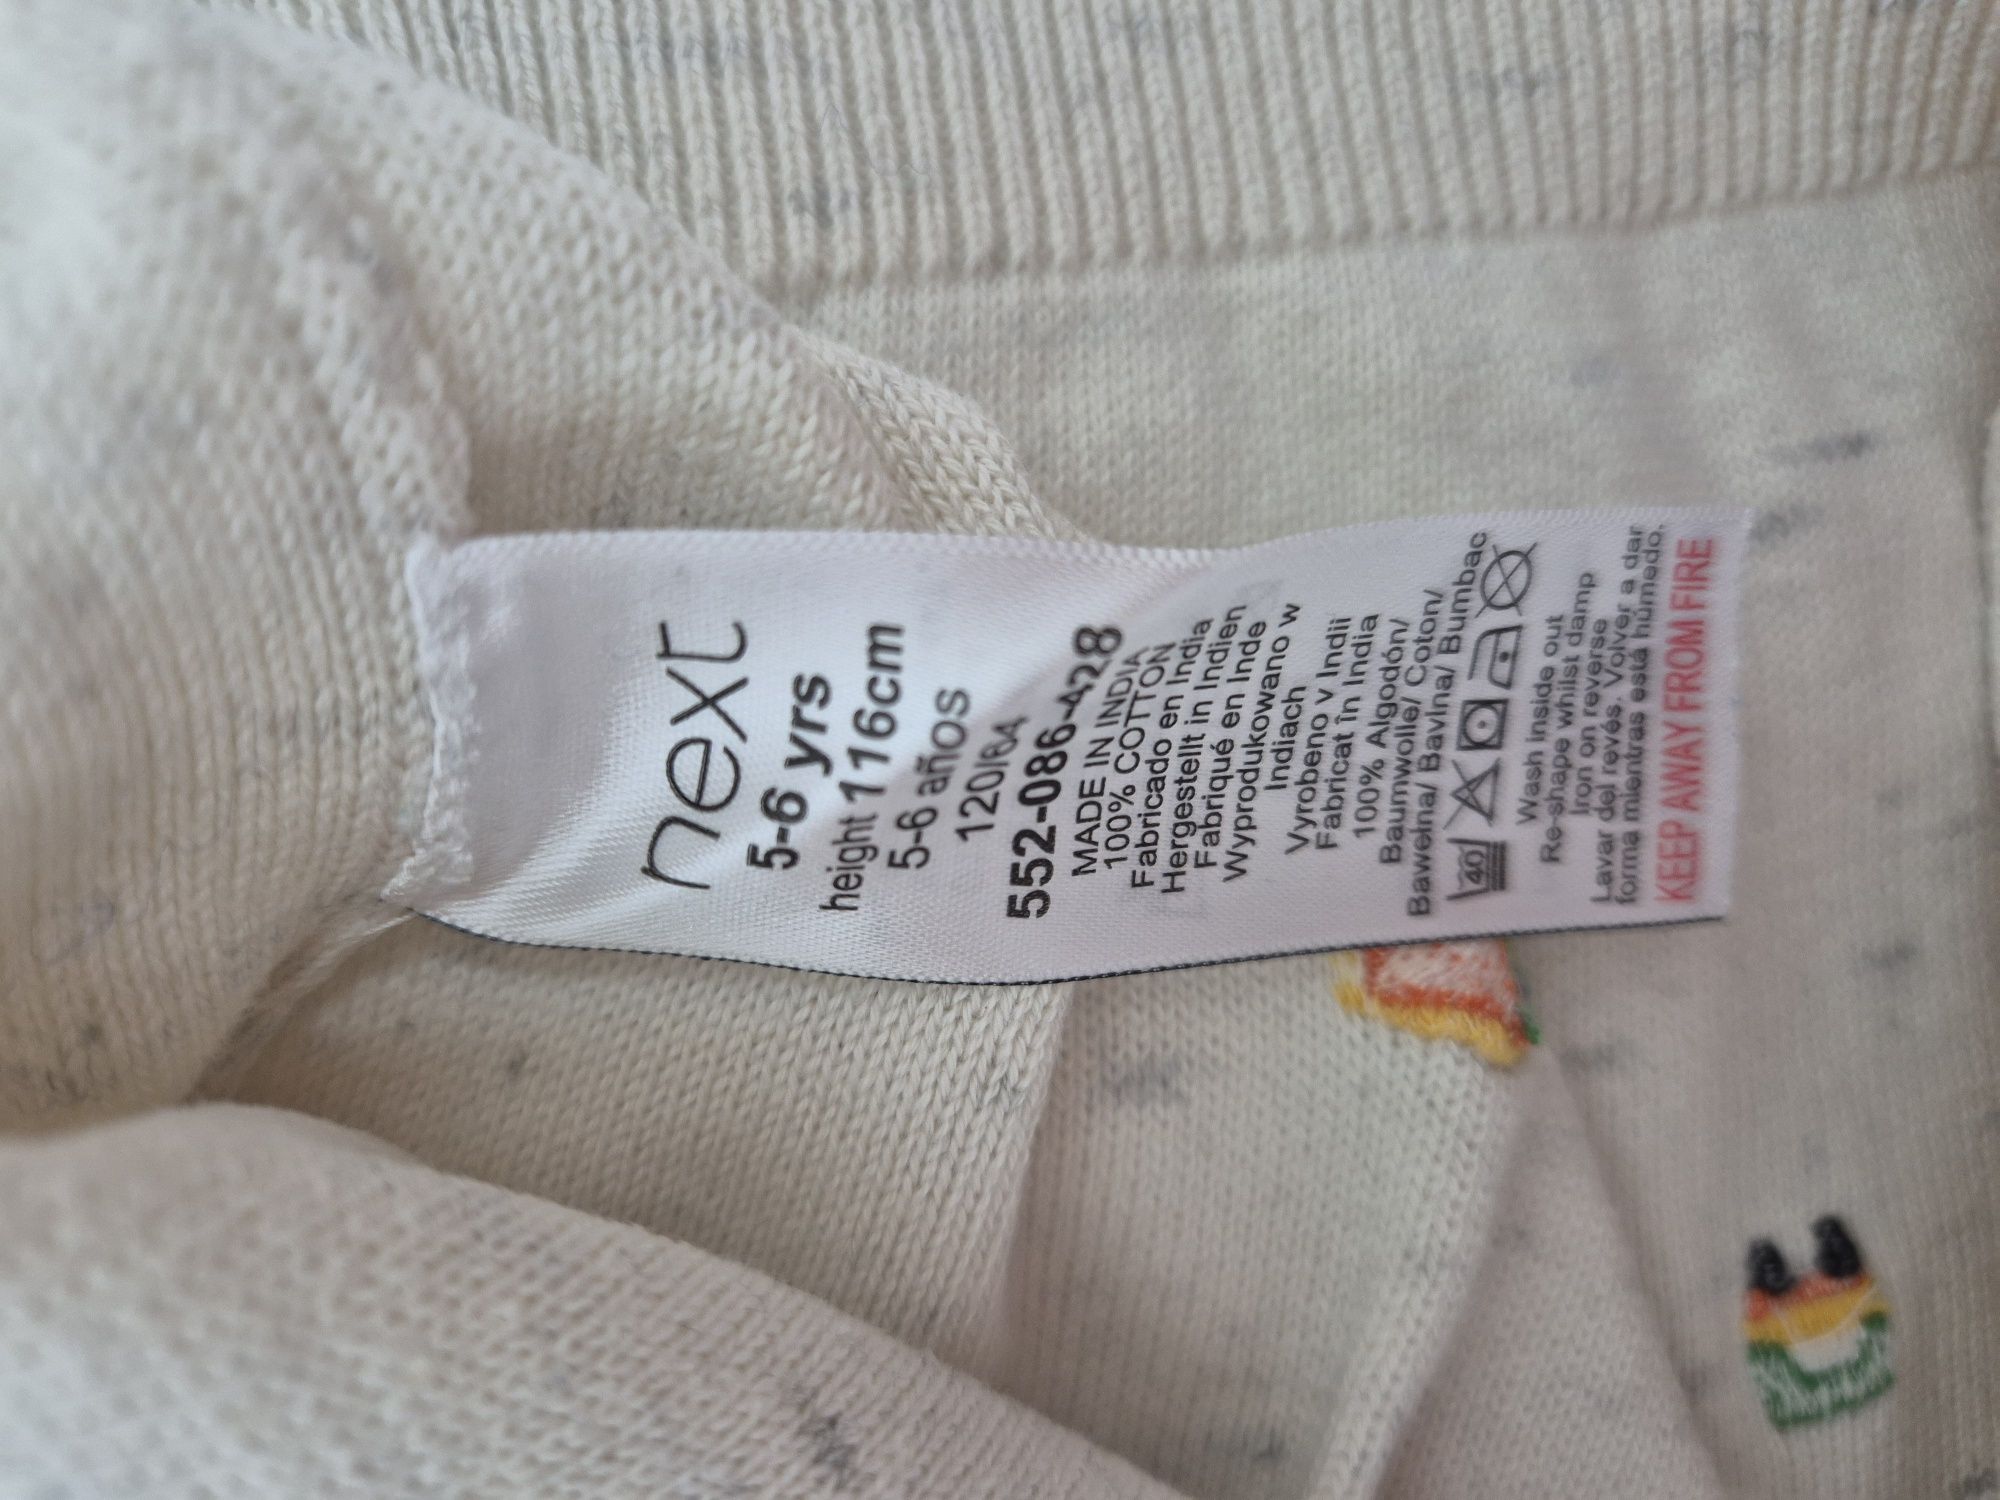 next
5-6 yrs
height 116cm
5-6 años
120/64
552-086-428
MADE IN INDIA
100% COTTON
Fabricado en India
Hergestellt in Indien
Fabriqué en Inde
Wyprodukowano w
Indiach
Vyrobeno v Indii
Fabricat în India
100% Algodón/
Baumwolle/ Coton/
Bawełna/ Bavlna/ Bumbac
40
Wash inside out
Re-shape whilst damp
Iron on reverse
Lavar del revés. Volver a dar
forma mientras está húmedo.
KEEP AWAY FROM FIRE